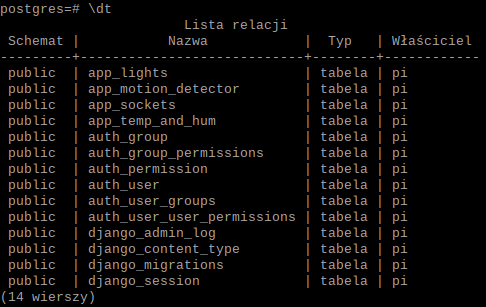 postgres=# \dt
Lista relacji
Schemat | Nazwa | Typ | Właściciel
---------+----------------------------+--------+------------
public | app_lights | tabela | pi
public | app_motion_detector | tabela | pi
public | app_sockets | tabela | pi
public | app_temp_and_hum | tabela | pi
public | auth_group | tabela | pi
public | auth_group_permissions | tabela | pi
public | auth_permission | tabela | pi
public | auth_user | tabela | pi
public | auth_user_groups | tabela | pi
public | auth_user_user_permissions | tabela | pi
public | django_admin_log | tabela | pi
public | django_content_type | tabela | pi
public | django_migrations | tabela | pi
public | django_session | tabela | pi
(14 wierszy)